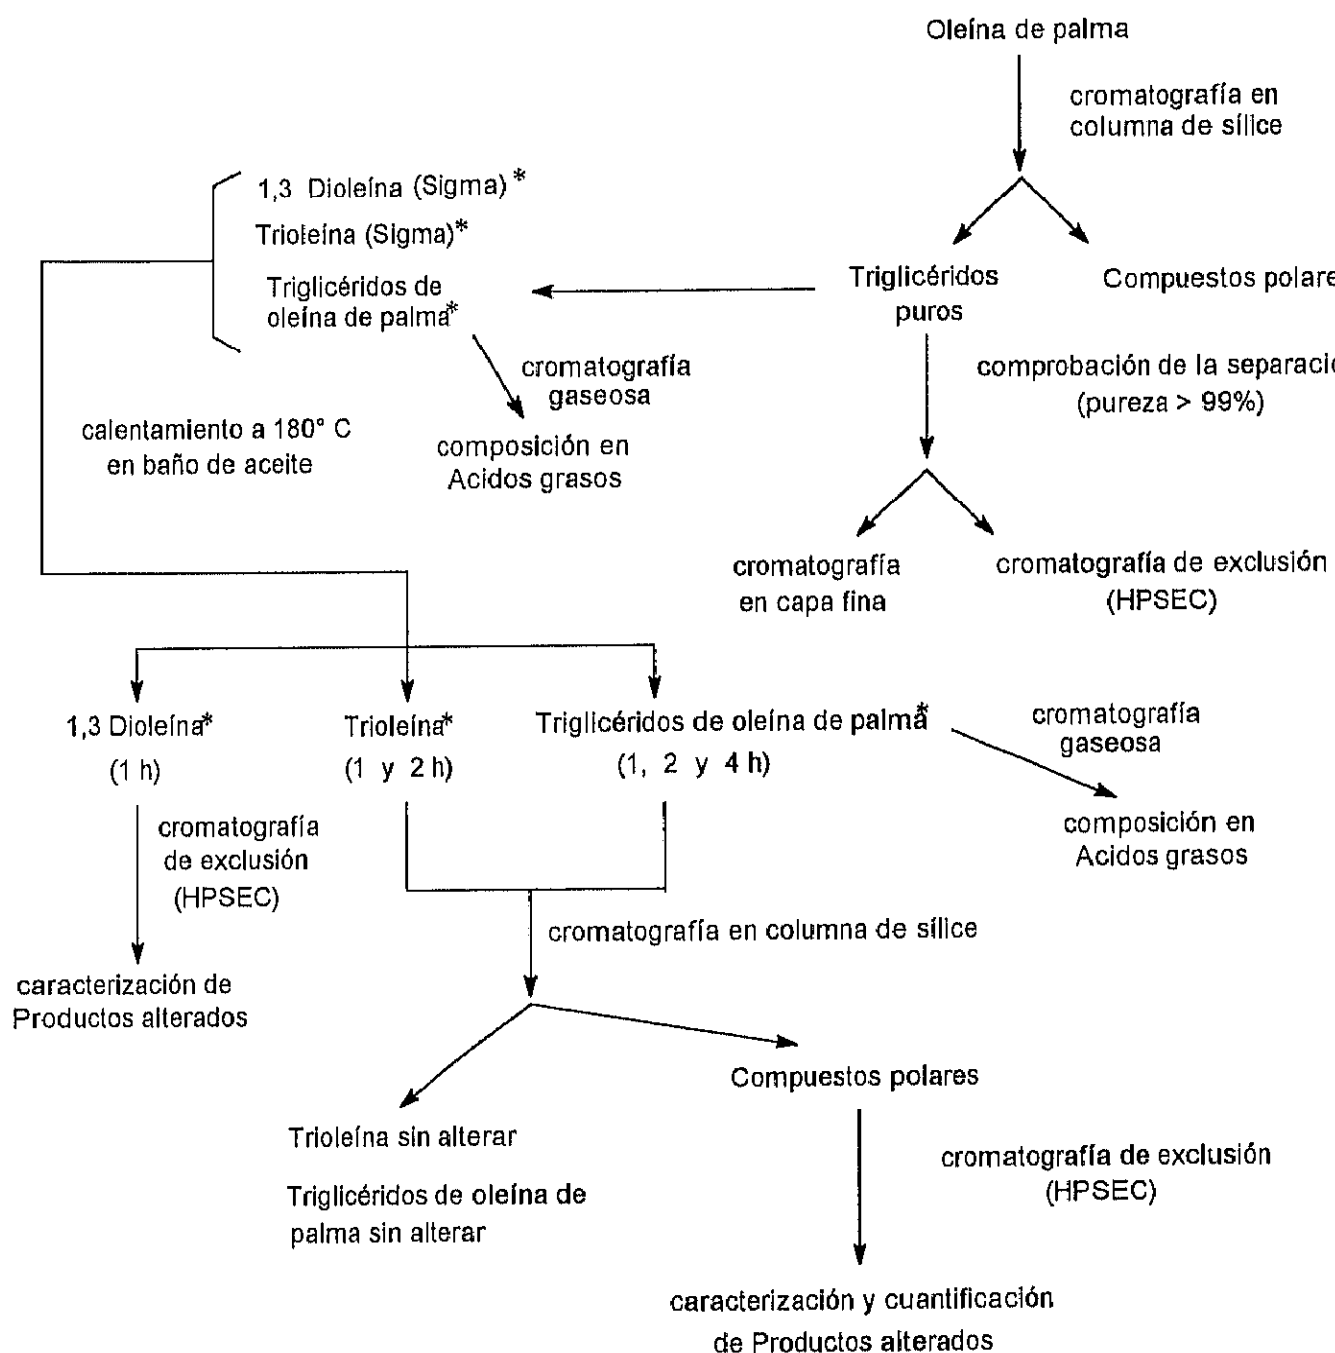 Oleína de palma
cromatografía en
columna de sílice
1,3 Dioleína (Sigma)*
Trioleína (Sigma)*
Triglicéridos de
oleína de palma*
Triglicéridos
puros
Compuestos polare
cromatografía
gaseosa
comprobación de la separació
(pureza > 99%)
calentamiento a 180° C
en baño de aceite
composición en
Acidos grasos
cromatografía
en capa fina
cromatografía de exclusión
(HPSEC)
1,3 Dioleína*
(1 h)
Trioleína*
(1 y 2 h)
Triglicéridos de oleína de palma*
(1, 2 y 4 h)
cromatografía
gaseosa
composición en
Acidos grasos
cromatografía
de exclusión
(HPSEC)
cromatografía en columna de sílice
caracterización de
Productos alterados
Compuestos polares
Trioleína sin alterar
Triglicéridos de oleína de
palma sin alterar
cromatografía de exclusión
(HPSEC)
caracterización y cuantificación
de Productos alterados